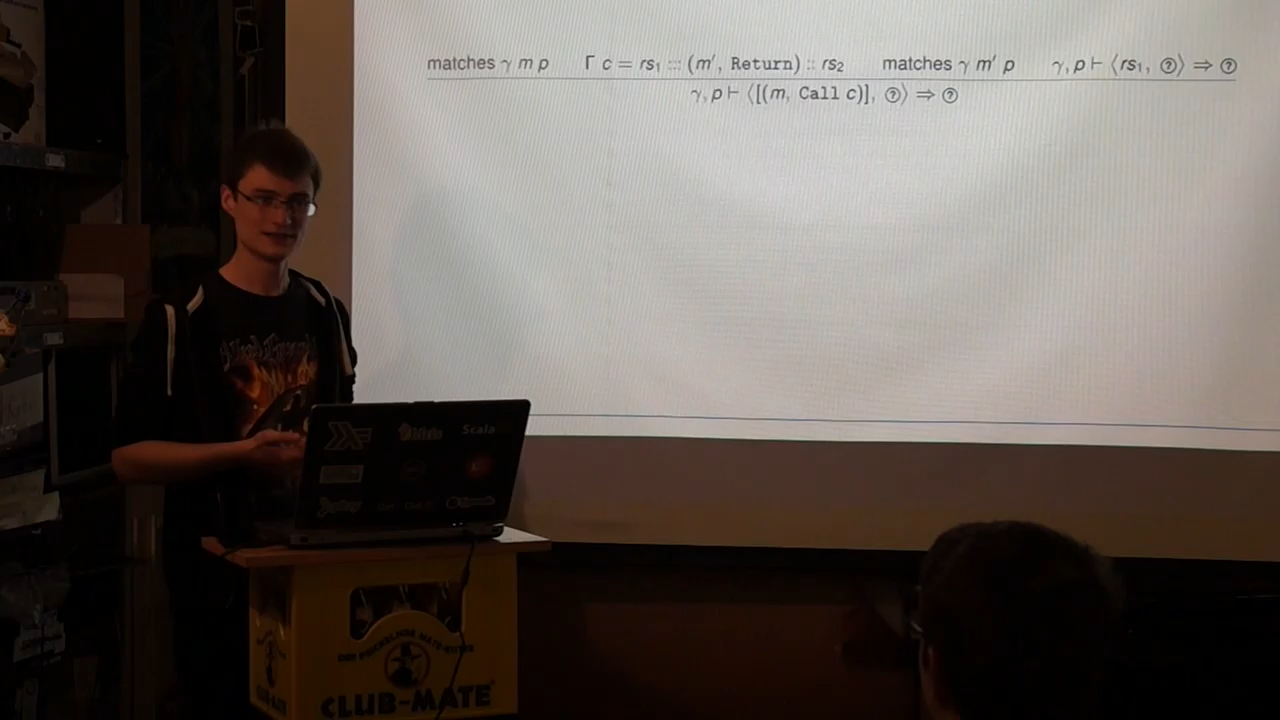 matches γ m p Γ c = rs₁ ::: (m′, Return) :: rs₂ matches γ m′ p γ, p ⊢ ⟨rs₁, ?⟩ ⇒ ?
γ, p ⊢ ⟨[(m, Call c)], ?⟩ ⇒ ?
Scala
CLUB-MATE